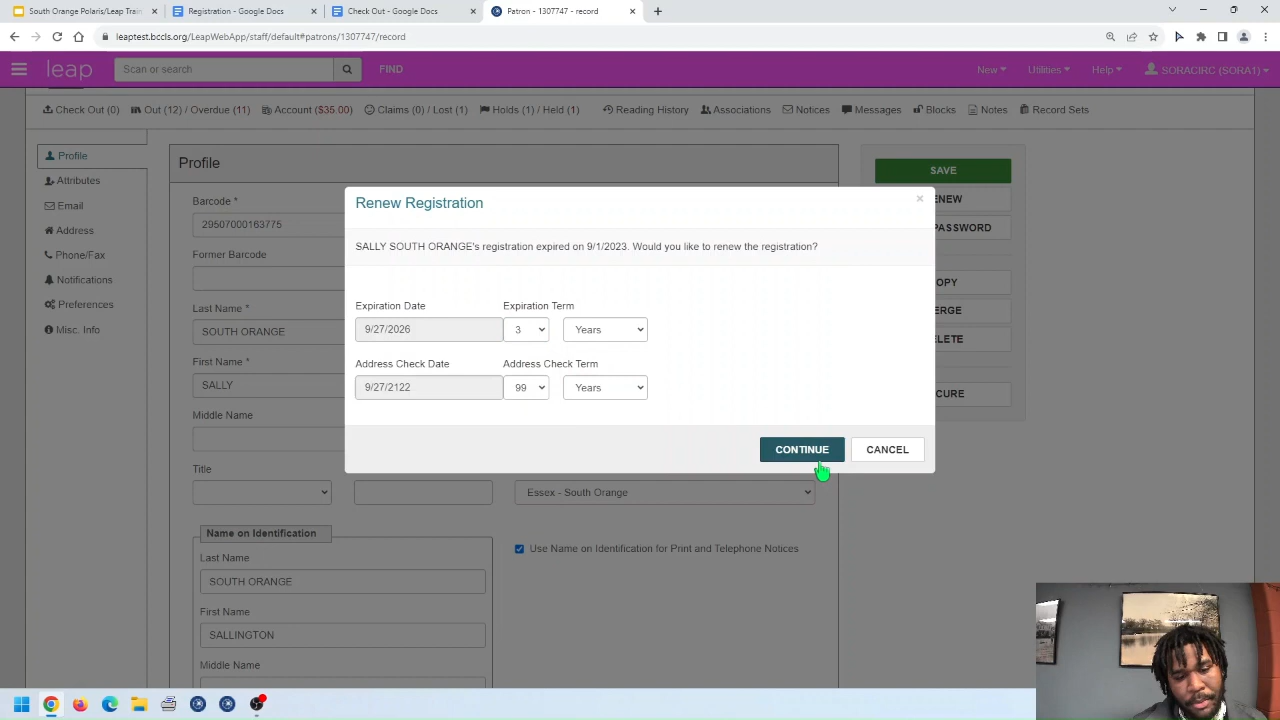 South Orange Polaris/Leap Train
Registration - Google Docs
Check Out - Google Docs
Patron - 1307747 - record
leaptest.bccls.org/LeapWebApp/staff/default#patrons/1307747/record
leap
Scan or search
FIND
New
Utilities
Help
SORACIRC (SORA1)
Check Out (0)
Out (12) / Overdue (11)
Account ($35.00)
Claims (0) / Lost (1)
Holds (1) / Held (1)
Reading History
Associations
Notices
Messages
Blocks
Notes
Record Sets
Profile
Attributes
Email
Address
Phone/Fax
Notifications
Preferences
Misc. Info
Profile
Barcode *
29507000163775
Former Barcode
Last Name *
SOUTH ORANGE
First Name *
SALLY
Middle Name
Title
Essex - South Orange
Name on Identification
Last Name
SOUTH ORANGE
First Name
SALLINGTON
Middle Name
Use Name on Identification for Print and Telephone Notices
SAVE
ENEW
PASSWORD
OPY
ERGE
ELETE
CURE
Renew Registration
×
SALLY SOUTH ORANGE's registration expired on 9/1/2023. Would you like to renew the registration?
Expiration Date
Expiration Term
9/27/2026
3
Years
Address Check Date
Address Check Term
9/27/2122
99
Years
CONTINUE
CANCEL